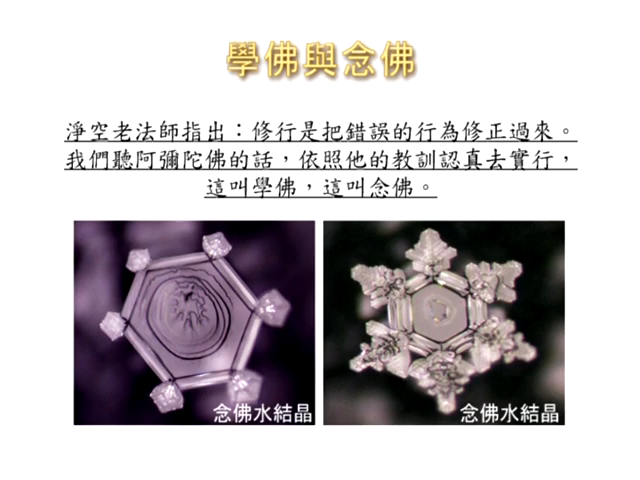 學佛與念佛
淨空老法師指出：修行是把錯誤的行為修正過來。
我們聽阿彌陀佛的話，依照他的教訓認真去實行，
這叫學佛，這叫念佛。
念佛水結晶
念佛水結晶